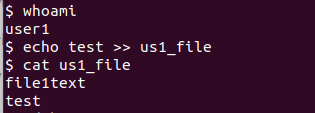 $ whoami
user1
$ echo test >> us1_file
$ cat us1_file
file1text
test